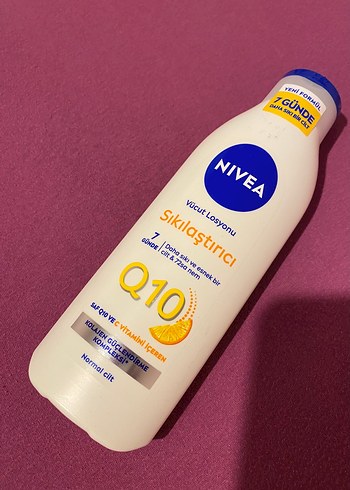 YENİ FORMÜL
7 GÜNDE
DAHA SIKI BİR CİLT
NIVEA
Vücut Losyonu
Sıkılaştırıcı
7 GÜNDE
Daha sıkı ve esnek bir
cilt & 72sa nem
Q10
SAF Q10 VE C VİTAMİNİ İÇEREN
KOLAJEN GÜÇLENDİRME
KOMPLEKSİ*
Normal cilt